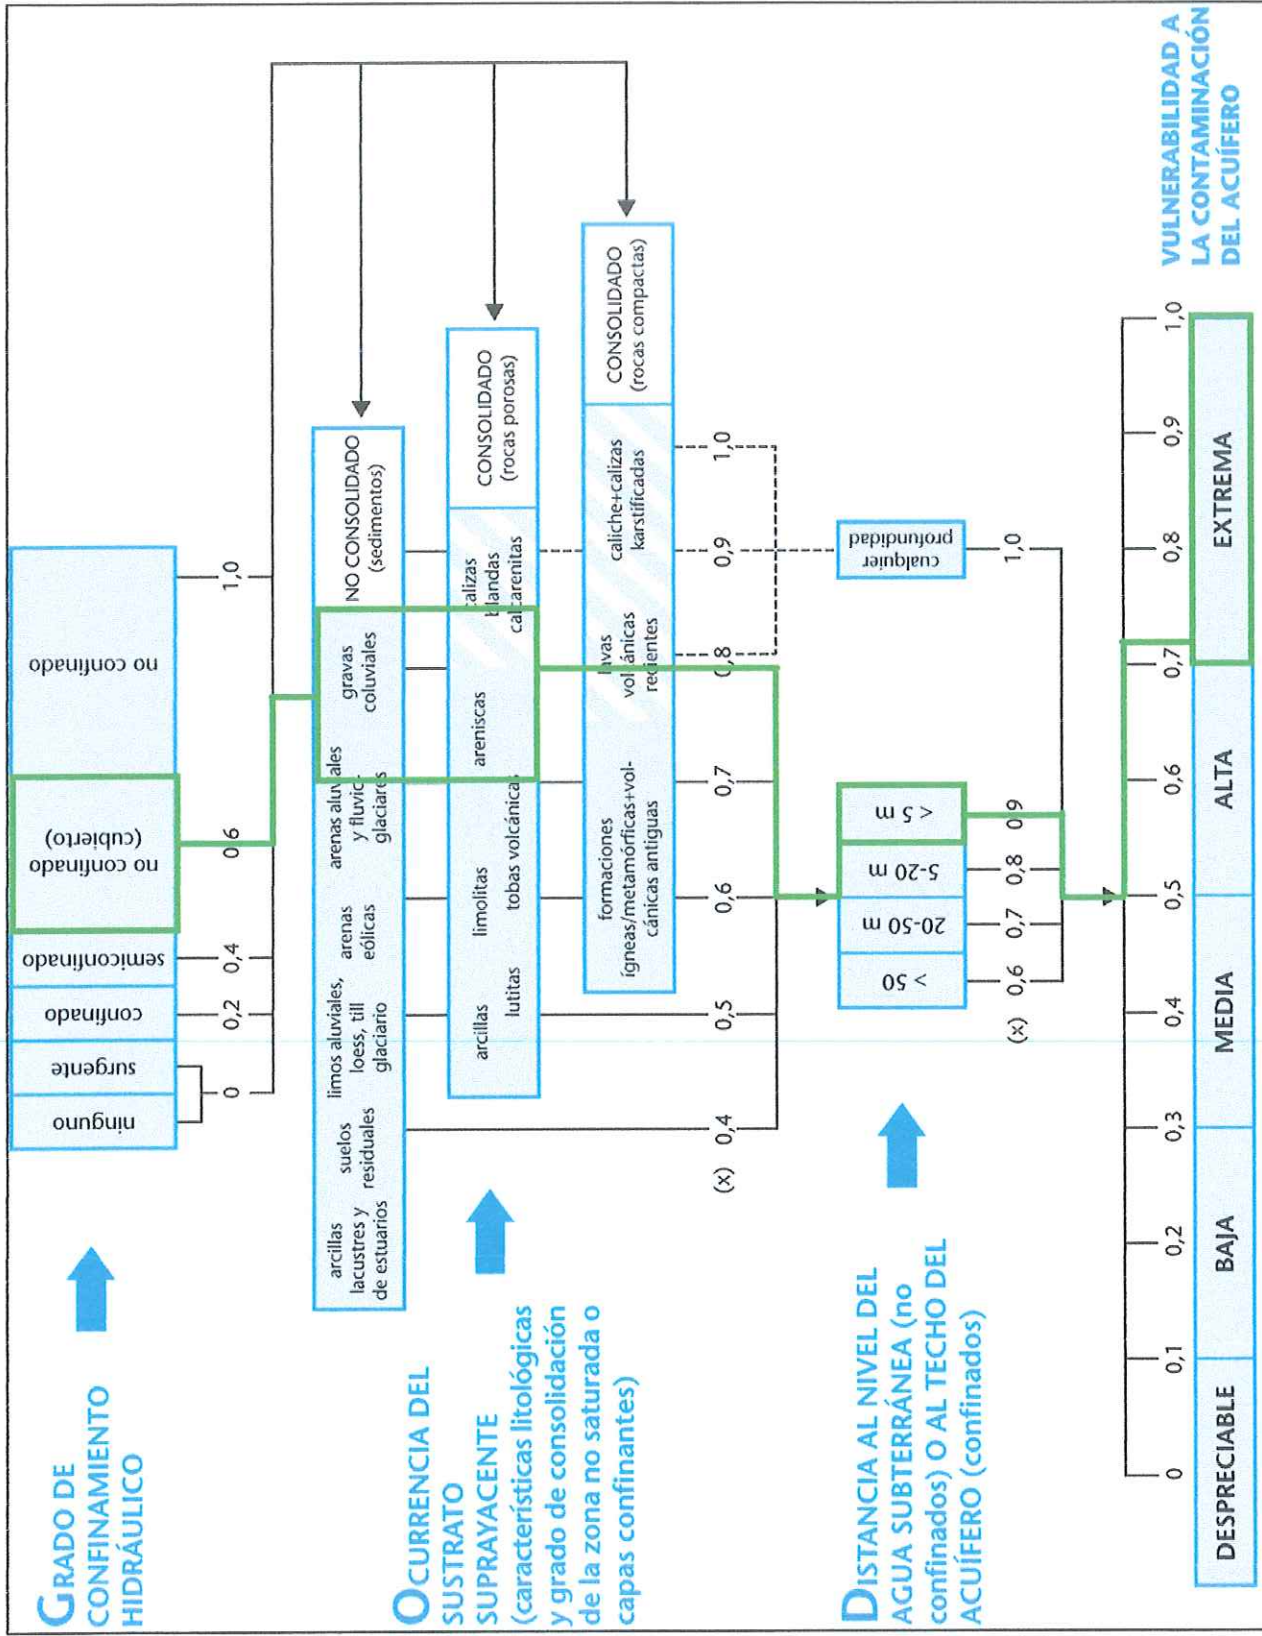 GRADO DE
CONFINAMIENTO
HIDRÁULICO
ninguno
surgente
confinado
semiconfinado
no confinado
(cubierto)
no confinado
0
0,2
0,4
0 6
1,0
OCURRENCIA DEL
SUSTRATO
SUPRAYACENTE
(características litológicas
y grado de consolidación
de la zona no saturada o
capas confinantes)
arcillas
lacustres y
de estuarios
suelos
residuales
limos aluviales,
loess, till
glaciario
arenas
eólicas
arenas aluviales
y fluvio-
glaciares
gravas
coluviales
NO CONSOLIDADO
(sedimentos)
arcillas
lutitas
limolitas
tobas volcánicas
areniscas
calizas
blandas
calcarenitas
CONSOLIDADO
(rocas porosas)
formaciones
ígneas/metamórficas+vol-
cánicas antiguas
lavas
volcánicas
recientes
caliche+calizas
karstificadas
CONSOLIDADO
(rocas compactas)
(x)
0,4
0,5
0,6
0,7
0,8
0,9
1,0
DISTANCIA AL NIVEL DEL
AGUA SUBTERRÁNEA (no
confinados) O AL TECHO DEL
ACUÍFERO (confinados)
> 50
20-50 m
5-20 m
< 5 m
cualquier
profundidad
(x)
0,6
0,7
0,8
0 9
1,0
0
0,1
0,2
0,3
0,4
0,5
0,6
0,7
0,8
0,9
1,0
DESPRECIABLE
BAJA
MEDIA
ALTA
EXTREMA
VULNERABILIDAD A
LA CONTAMINACIÓN
DEL ACUÍFERO